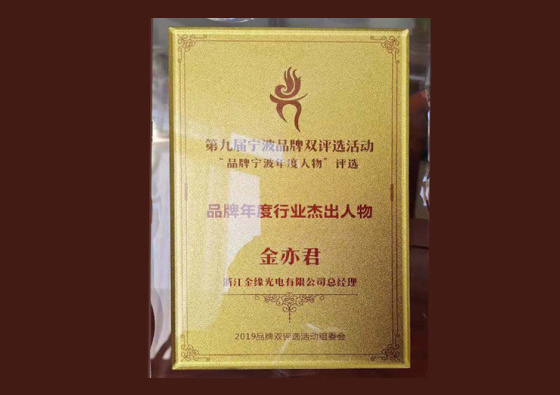 第九届宁波品牌双评选活动
“品牌宁波年度人物”评选
品牌年度行业杰出人物
金亦君
浙江金缘光电有限公司总经理
2019品牌双评选活动组委会